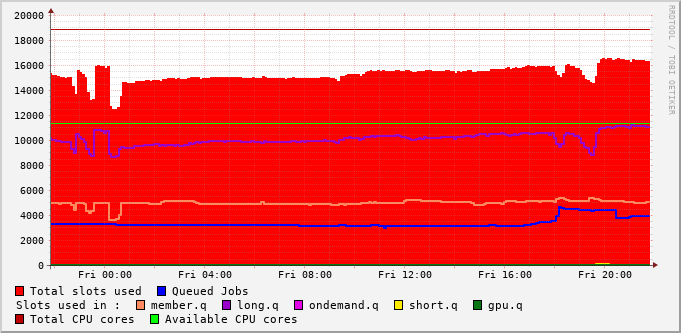 20000
18000
16000
14000
12000
10000
8000
6000
4000
2000
0
Fri 00:00 Fri 04:00 Fri 08:00 Fri 12:00 Fri 16:00 Fri 20:00
RRDTOOL / TOBI OETIKER
Total slots used Queued Jobs
Slots used in : member.q long.q ondemand.q short.q gpu.q
Total CPU cores Available CPU cores